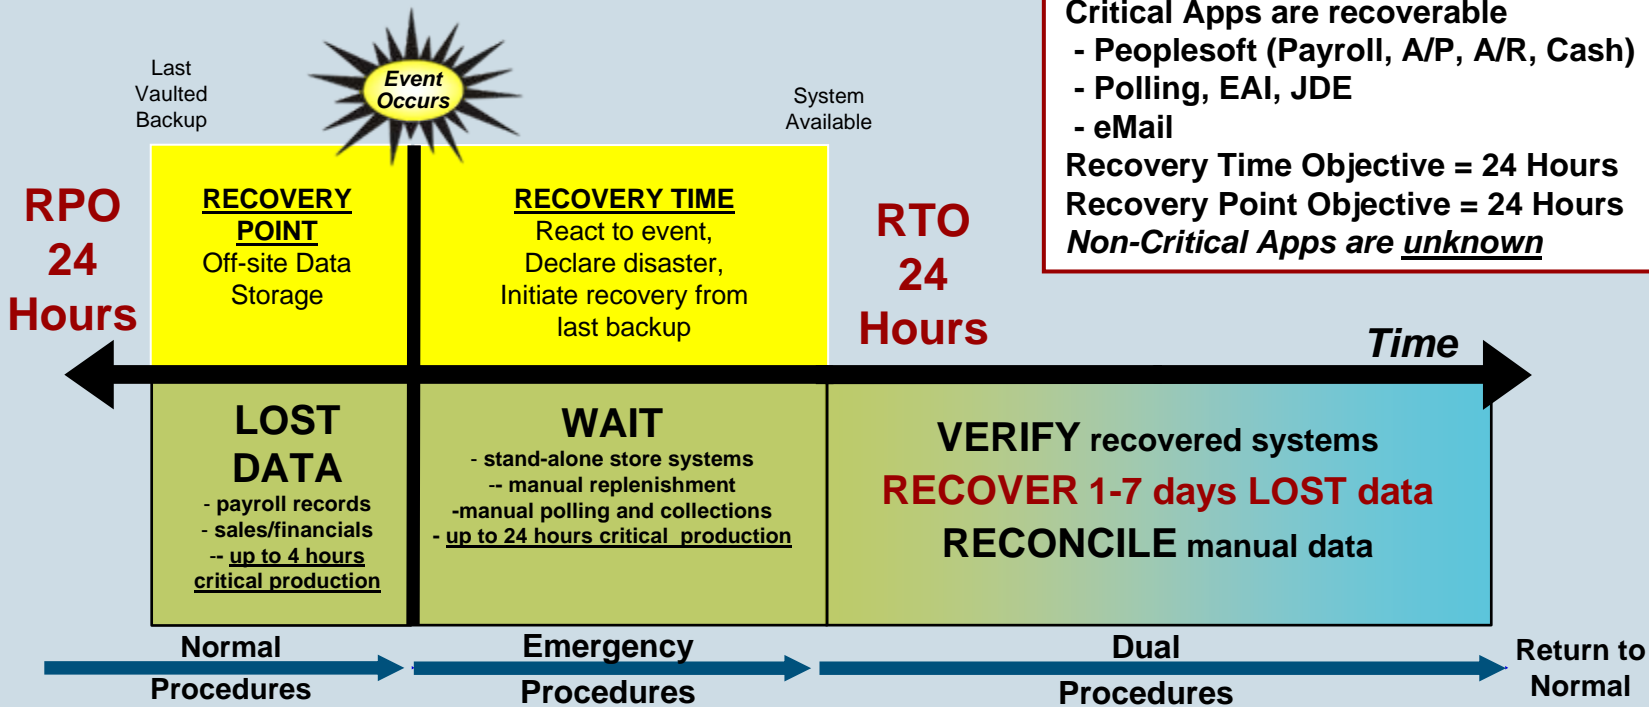 Critical Apps are recoverable
- Peoplesoft (Payroll, A/P, A/R, Cash)
- Polling, EAI, JDE
- eMail
Recovery Time Objective = 24 Hours
Recovery Point Objective = 24 Hours
Non-Critical Apps are unknown
Last
Vaulted
Backup
Event
Occurs
System
Available
RPO
24
Hours
RECOVERY
POINT
Off-site Data
Storage
RECOVERY TIME
React to event,
Declare disaster,
Initiate recovery from
last backup
RTO
24
Hours
Time
LOST
DATA
- payroll records
- sales/financials
-- up to 4 hours
critical production
WAIT
- stand-alone store systems
-- manual replenishment
-manual polling and collections
- up to 24 hours critical production
VERIFY recovered systems
RECOVER 1-7 days LOST data
RECONCILE manual data
Normal
Procedures
Emergency
Procedures
Dual
Procedures
Return to
Normal